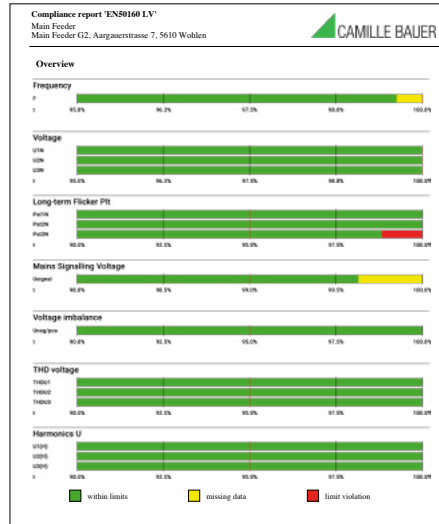 Compliance report 'EN50160 LV'
Main Feeder
Main Feeder G2, Aargauerstrasse 7, 5610 Wohlen
CAMILLE BAUER
Overview
Frequency
F
t 95.0% 96.3% 97.5% 98.8% 100.0%
Voltage
U1N
U2N
U3N
t 95.0% 96.3% 97.5% 98.8% 100.0%
Long-term Flicker Plt
Pst1N
Pst2N
Pst3N
t 90.0% 92.5% 95.0% 97.5% 100.0%
Mains Signalling Voltage
Usignal
t 98.0% 98.5% 99.0% 99.5% 100.0%
Voltage imbalance
Uneg/pos
t 90.0% 92.5% 95.0% 97.5% 100.0%
THD voltage
THDU1
THDU2
THDU3
t 90.0% 92.5% 95.0% 97.5% 100.0%
Harmonics U
U1(H)
U2(H)
U3(H)
t 90.0% 92.5% 95.0% 97.5% 100.0%
within limits missing data limit violation